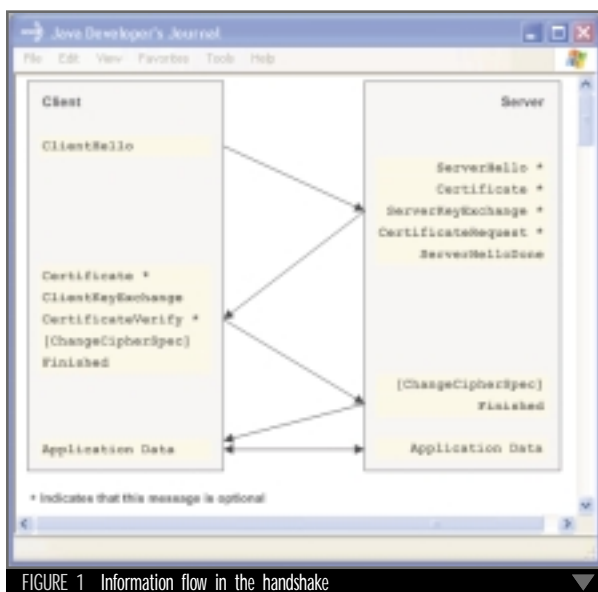 Java Developer's Journal
File Edit View Favorites Tools Help
Client
Server
ClientHello
ServerHello *
Certificate *
ServerKeyExchange *
CertificateRequest *
ServerHelloDone
Certificate *
ClientKeyExchange
CertificateVerify *
[ChangeCipherSpec]
Finished
[ChangeCipherSpec]
Finished
Application Data
Application Data
* Indicates that this message is optional
FIGURE 1 Information flow in the handshake